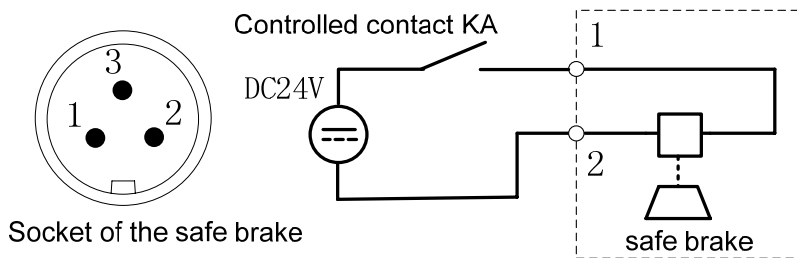 Controlled contact KA
1
3
DC24V
1
2
2
Socket of the safe brake
safe brake